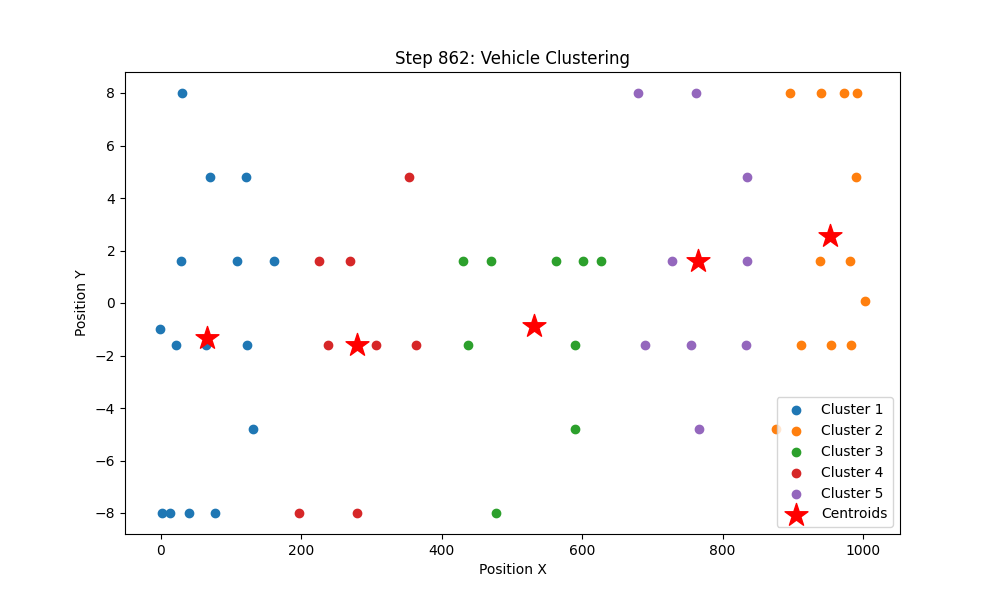 Step 862: Vehicle Clustering
8
6
4
2
0
−2
−4
−6
−8
Position Y
0
200
400
600
800
1000
Position X
Cluster 1
Cluster 2
Cluster 3
Cluster 4
Cluster 5
Centroids